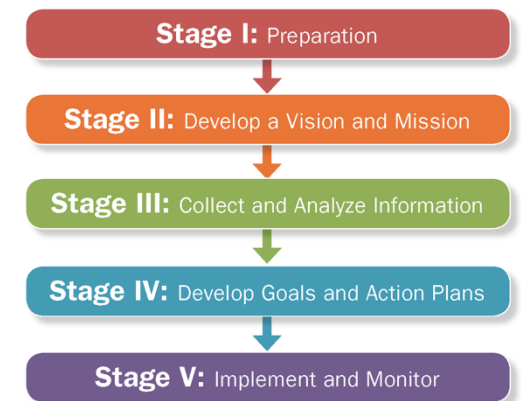 Stage I: Preparation
Stage II: Develop a Vision and Mission
Stage III: Collect and Analyze Information
Stage IV: Develop Goals and Action Plans
Stage V: Implement and Monitor